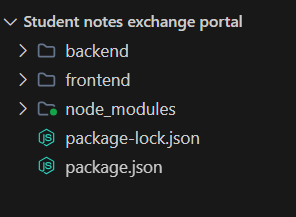 Student notes exchange portal
backend
frontend
node_modules
package-lock.json
package.json